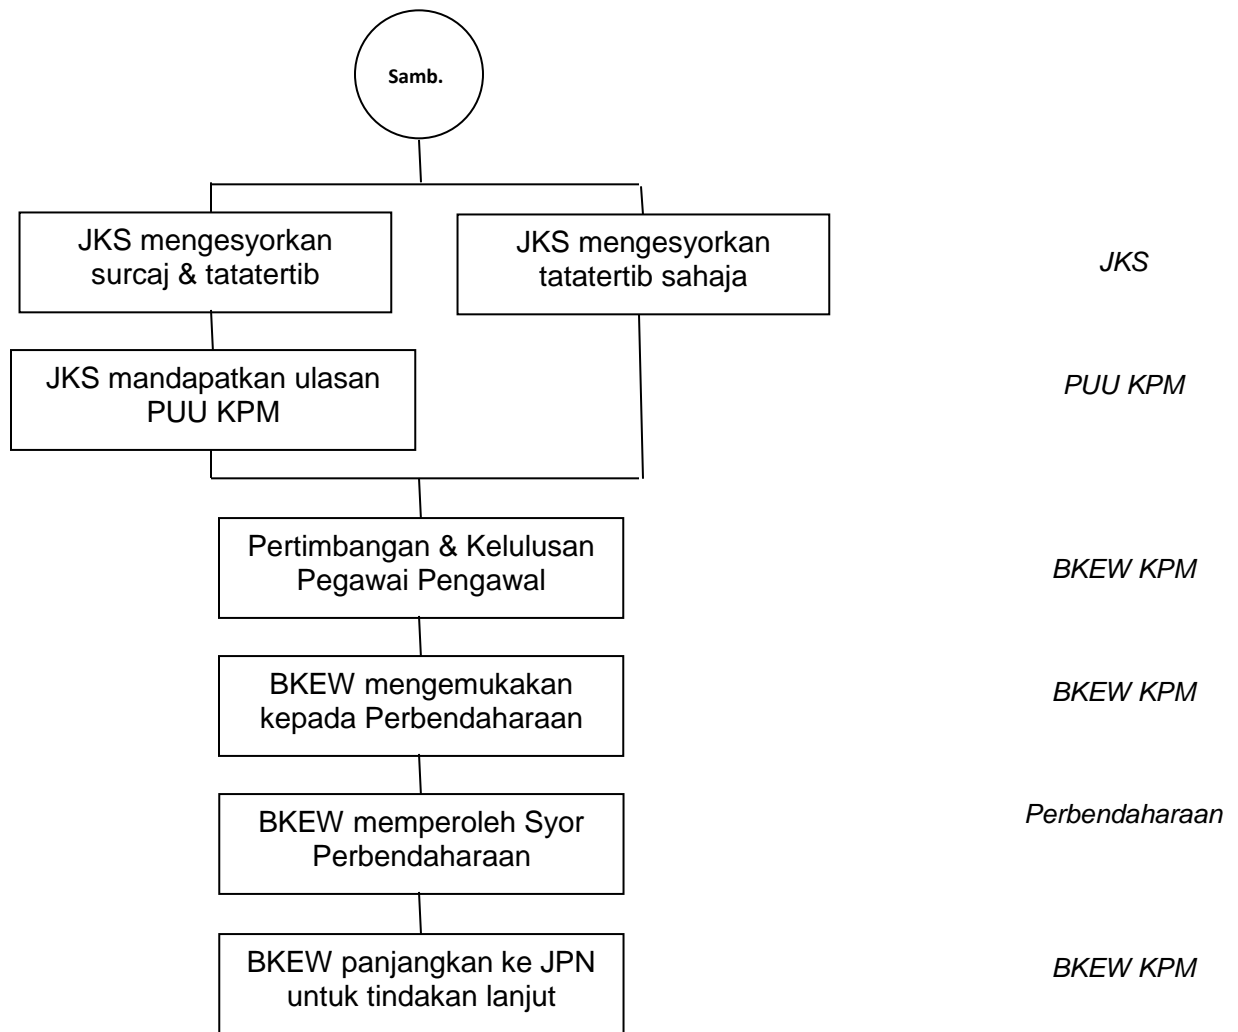 Samb.
JKS mengesyorkan
surcaj & tatatertib
JKS mengesyorkan
tatatertib sahaja
JKS
JKS mandapatkan ulasan
PUU KPM
PUU KPM
Pertimbangan & Kelulusan
Pegawai Pengawal
BKEW KPM
BKEW mengemukakan
kepada Perbendaharaan
BKEW KPM
BKEW memperoleh Syor
Perbendaharaan
Perbendaharaan
BKEW panjangkan ke JPN
untuk tindakan lanjut
BKEW KPM